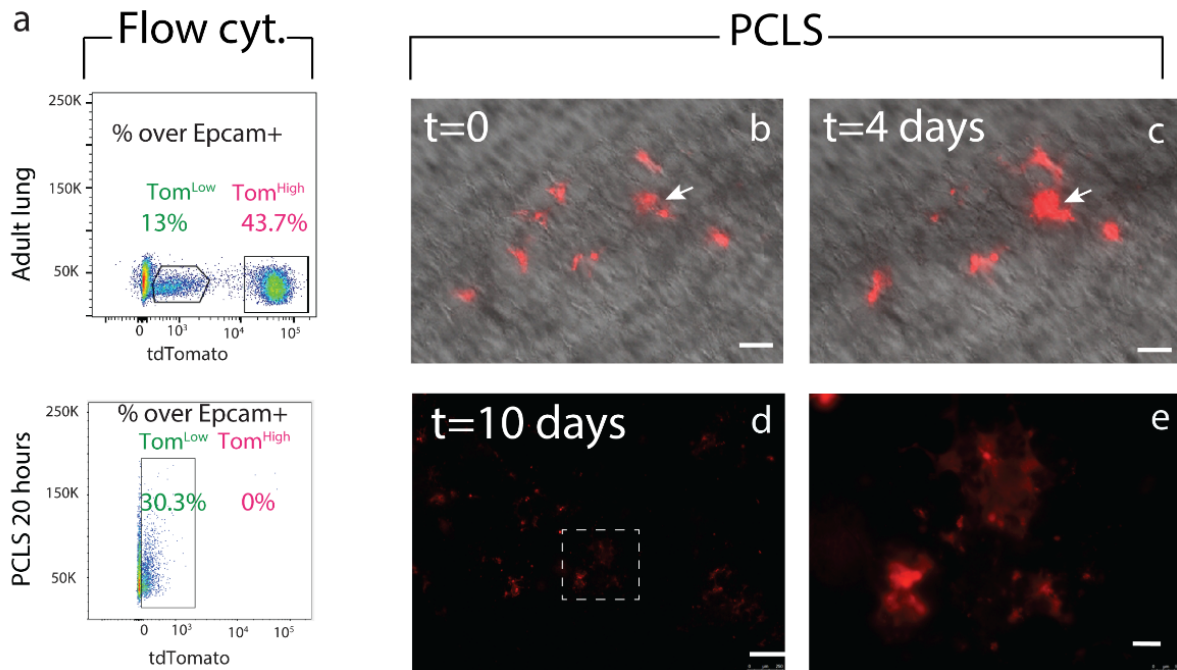 a
Flow cyt.
PCLS
Adult lung
250K
150K
50K
% over Epcam+
Tom^Low Tom^High
13% 43.7%
0 10^3 10^4 10^5
tdTomato
t=0
b
t=4 days
c
PCLS 20 hours
250K
150K
50K
% over Epcam+
Tom^Low Tom^High
30.3% 0%
0 10^3 10^4 10^5
tdTomato
t=10 days
d
e